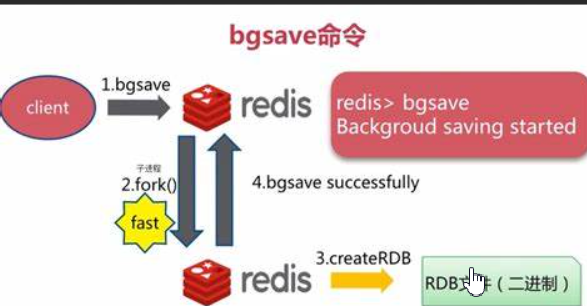 bgsave命令
client
1.bgsave
redis
redis> bgsave
Backgroud saving started
子进程
2.fork()
fast
4.bgsave successfully
redis
3.createRDB
RDB文件（二进制）